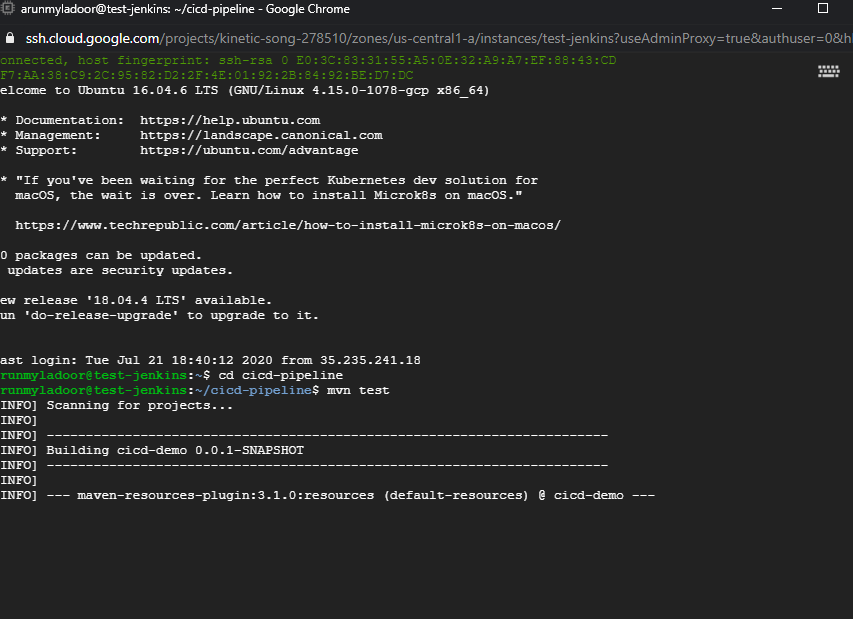 arunmyladoor@test-jenkins: ~/cicd-pipeline - Google Chrome
ssh.cloud.google.com/projects/kinetic-song-278510/zones/us-central1-a/instances/test-jenkins?useAdminProxy=true&authuser=0&h
onnected, host fingerprint: ssh-rsa 0 E0:3C:83:31:55:A5:0E:32:A9:A7:EF:88:43:CD
F7:AA:38:C9:2C:95:82:D2:2F:4E:01:92:2B:84:92:BE:D7:DC
elcome to Ubuntu 16.04.6 LTS (GNU/Linux 4.15.0-1078-gcp x86_64)
* Documentation:  https://help.ubuntu.com
* Management:     https://landscape.canonical.com
* Support:        https://ubuntu.com/advantage
* "If you've been waiting for the perfect Kubernetes dev solution for
macOS, the wait is over. Learn how to install Microk8s on macOS."
https://www.techrepublic.com/article/how-to-install-microk8s-on-macos/
0 packages can be updated.
updates are security updates.
ew release '18.04.4 LTS' available.
un 'do-release-upgrade' to upgrade to it.
ast login: Tue Jul 21 18:40:12 2020 from 35.235.241.18
runmyladoor@test-jenkins:~$ cd cicd-pipeline
runmyladoor@test-jenkins:~/cicd-pipeline$ mvn test
INFO] Scanning for projects...
INFO]
INFO] ------------------------------------------------------------------------
INFO] Building cicd-demo 0.0.1-SNAPSHOT
INFO] ------------------------------------------------------------------------
INFO]
INFO] --- maven-resources-plugin:3.1.0:resources (default-resources) @ cicd-demo ---